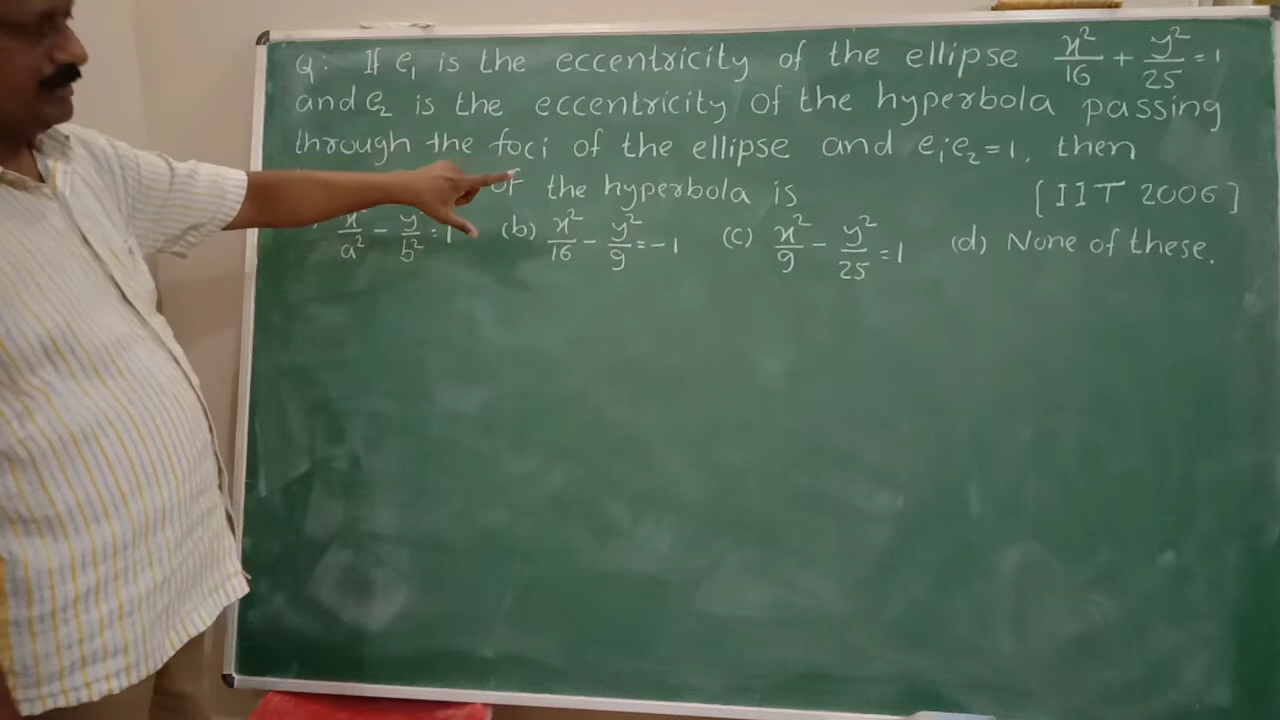 Q: If e₁ is the eccentricity of the ellipse x²/16 + y²/25 = 1
and e₂ is the eccentricity of the hyperbola passing
through the foci of the ellipse and e₁e₂=1, then
of the hyperbola is [IIT 2006]
x²/a² - y/b² = 1 (b) x²/16 - y²/9 = -1 (c) x²/9 - y²/25 = 1 (d) None of these.